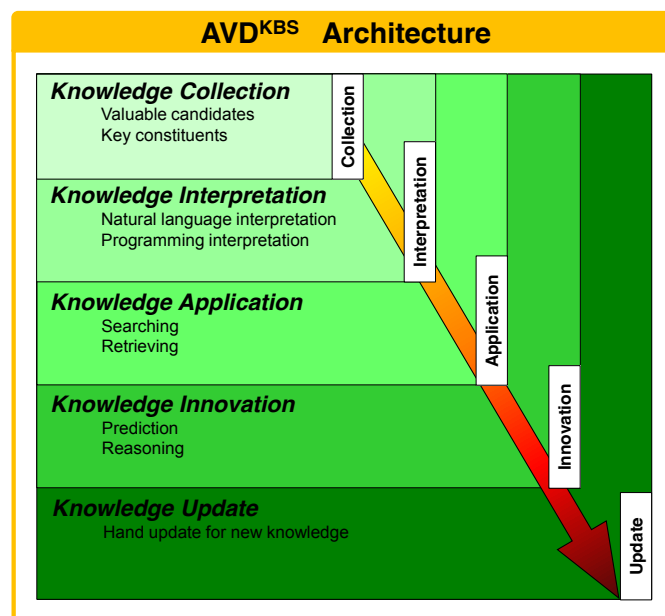 AVDKBS Architecture
Knowledge Collection
Valuable candidates
Key constituents
Collection
Knowledge Interpretation
Natural language interpretation
Programming interpretation
Interpretation
Knowledge Application
Searching
Retrieving
Application
Knowledge Innovation
Prediction
Reasoning
Innovation
Knowledge Update
Hand update for new knowledge
Update